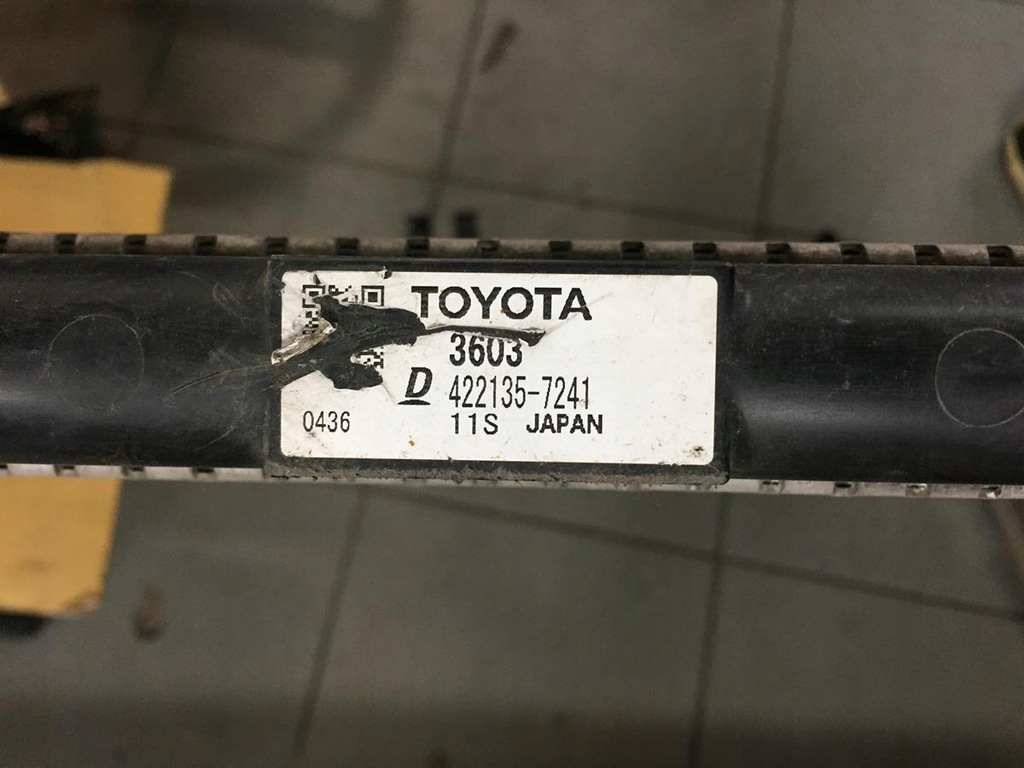 TOYOTA
3603
D 422135-7241
0436 11S JAPAN